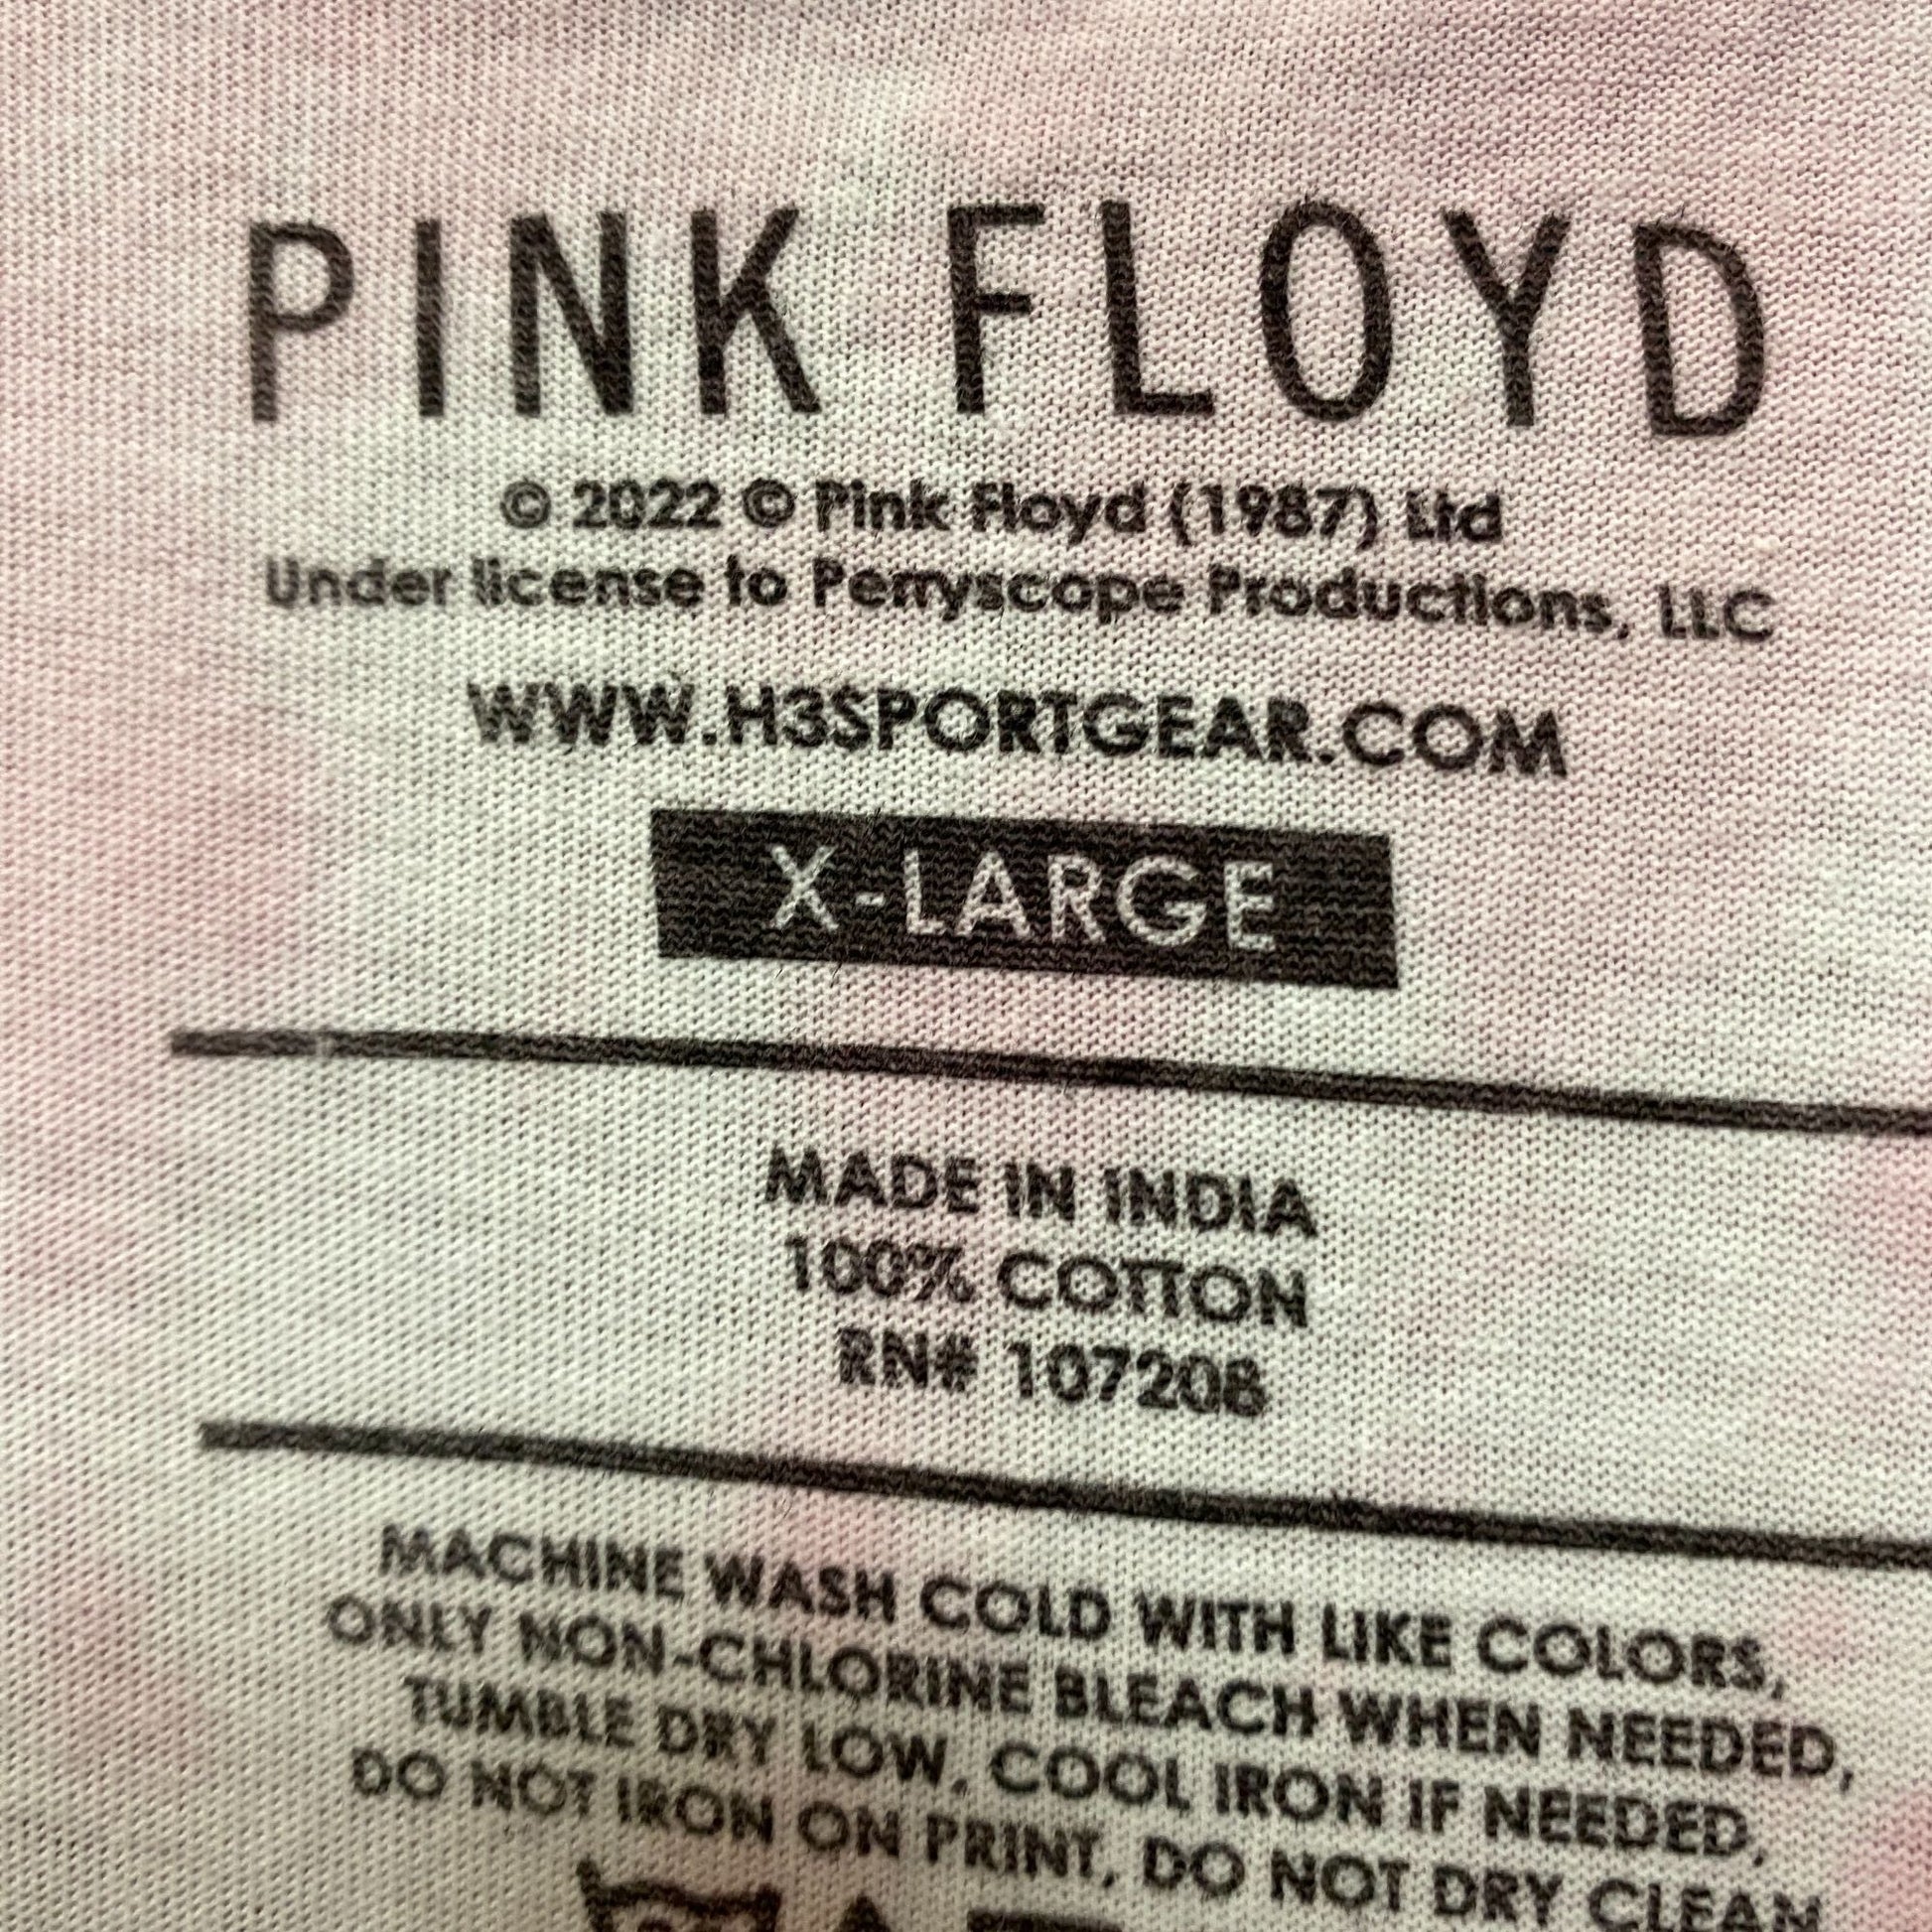 PINK FLOYD
© 2022 © Pink Floyd (1987) Ltd
Under license to Perryscope Productions, LLC
WWW.H3SPORTGEAR.COM
X-LARGE
MADE IN INDIA
100% COTTON
RN# 107208
MACHINE WASH COLD WITH LIKE COLORS,
ONLY NON-CHLORINE BLEACH WHEN NEEDED,
TUMBLE DRY LOW, COOL IRON IF NEEDED,
DO NOT IRON ON PRINT, DO NOT DRY CLEAN